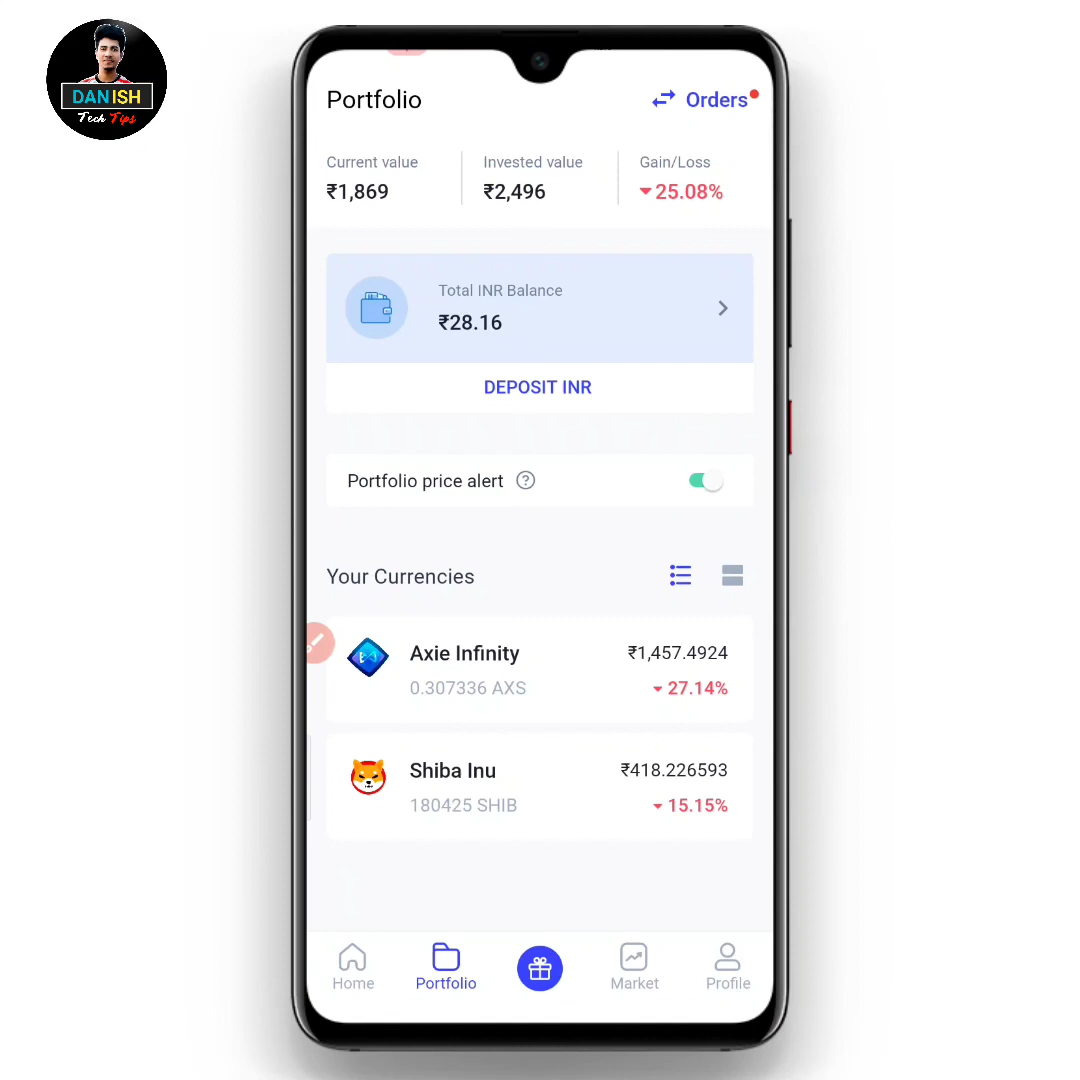 DANISH
Tech Tips
Portfolio
Orders
Current value
Invested value
Gain/Loss
₹1,869
₹2,496
25.08%
Total INR Balance
₹28.16
DEPOSIT INR
Portfolio price alert ?
Your Currencies
Axie Infinity
₹1,457.4924
0.307336 AXS
27.14%
Shiba Inu
₹418.226593
180425 SHIB
15.15%
Home
Portfolio
Market
Profile